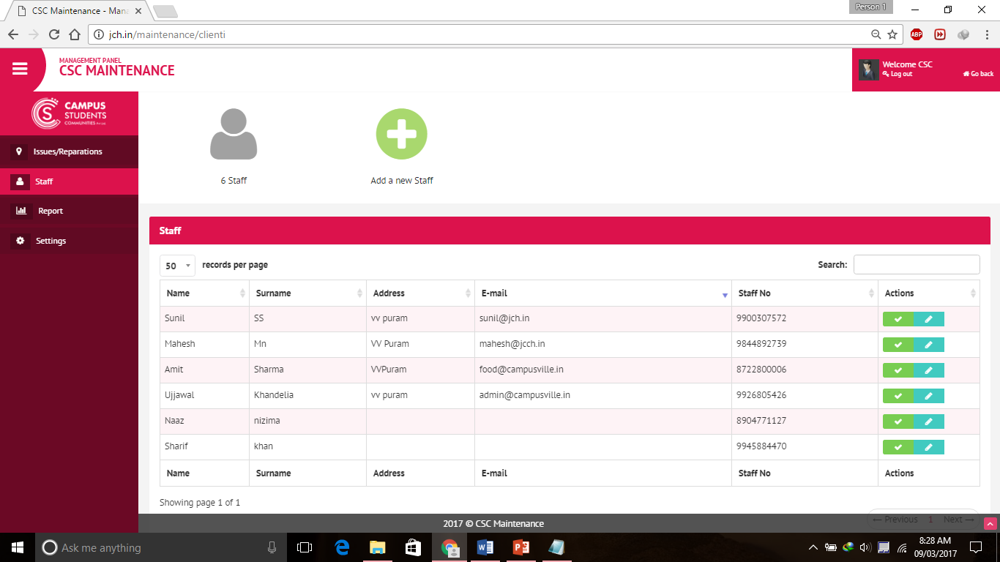 CSC Maintenance - Mana
Person 1
jch.in/maintenance/clienti
ABP
MANAGEMENT PANEL
CSC MAINTENANCE
Welcome CSC
Log out
Go back
CAMPUS
STUDENTS
COMMUNITIES Pvt Ltd.
Issues/Reparations
Staff
Report
Settings
6 Staff
Add a new Staff
Staff
50 records per page
Search:
Name Surname Address E-mail Staff No Actions
Sunil SS vv puram sunil@jch.in 9900307572
Mahesh Mn VV Puram mahesh@jcch.in 9844892739
Amit Sharma VVPuram food@campusville.in 8722800006
Ujjawal Khandelia vv puram admin@campusville.in 9926805426
Naaz nizima 8904771127
Sharif khan 9945884470
Name Surname Address E-mail Staff No Actions
Showing page 1 of 1
← Previous 1 Next →
2017 © CSC Maintenance
Ask me anything
8:28 AM
09/03/2017